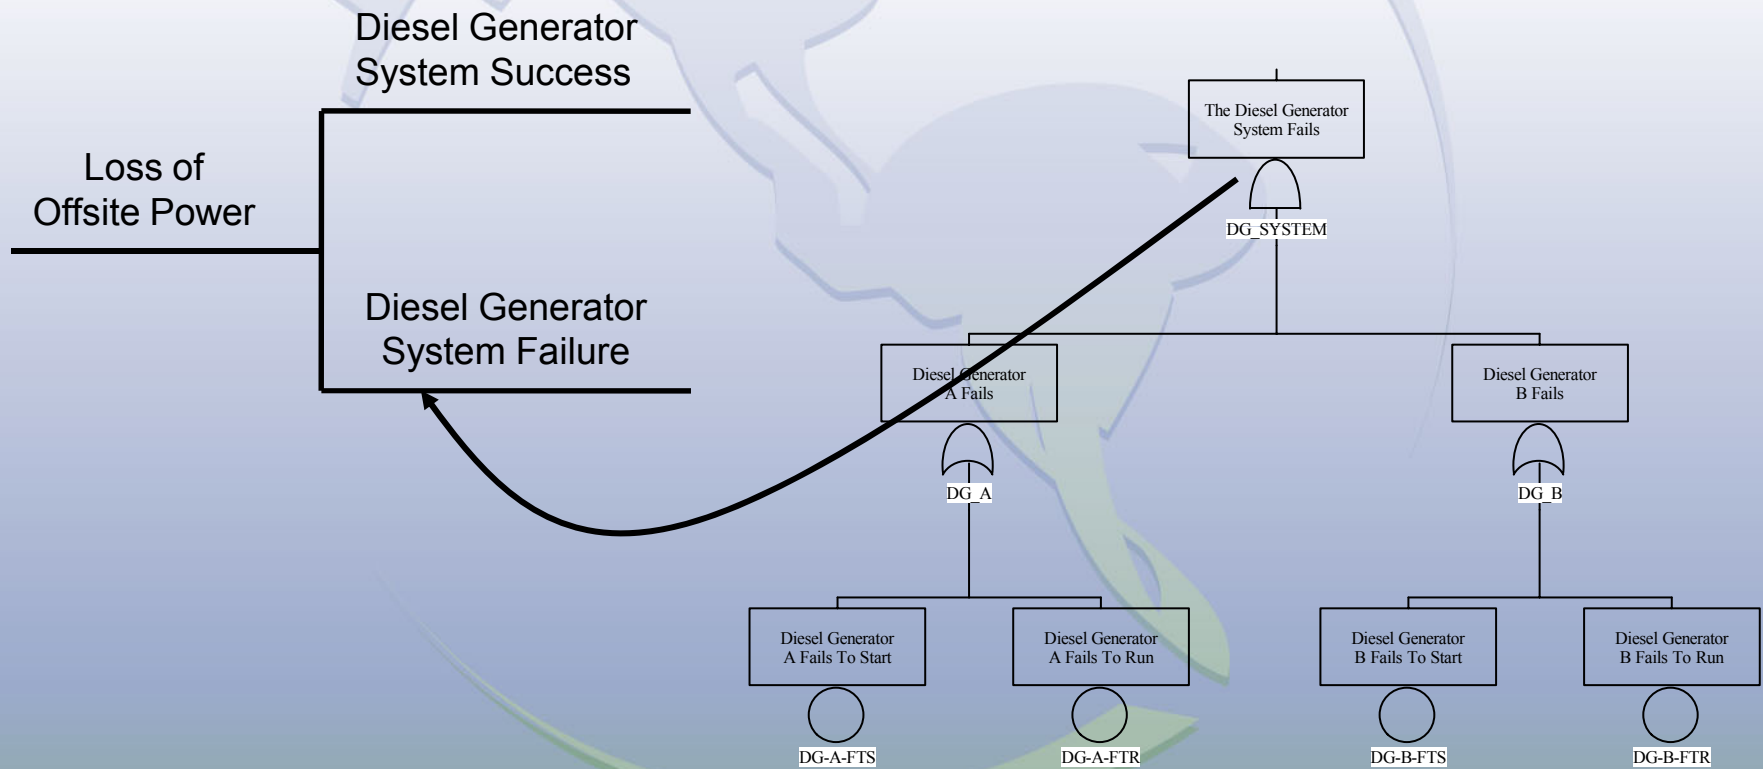 Diesel Generator
System Success
Loss of
Offsite Power
Diesel Generator
System Failure
The Diesel Generator
System Fails
DG_SYSTEM
Diesel Generator
A Fails
DG_A
Diesel Generator
B Fails
DG_B
Diesel Generator
A Fails To Start
DG-A-FTS
Diesel Generator
A Fails To Run
DG-A-FTR
Diesel Generator
B Fails To Start
DG-B-FTS
Diesel Generator
B Fails To Run
DG-B-FTR